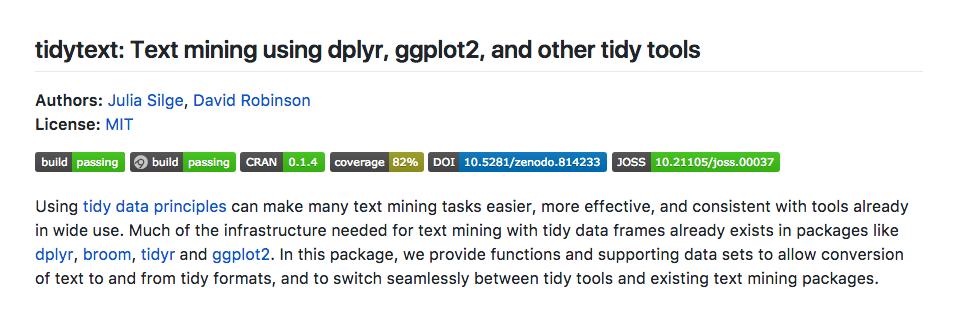 tidytext: Text mining using dplyr, ggplot2, and other tidy tools
Authors: Julia Silge, David Robinson
License: MIT
build passing build passing CRAN 0.1.4 coverage 82% DOI 10.5281/zenodo.814233 JOSS 10.21105/joss.00037
Using tidy data principles can make many text mining tasks easier, more effective, and consistent with tools already
in wide use. Much of the infrastructure needed for text mining with tidy data frames already exists in packages like
dplyr, broom, tidyr and ggplot2. In this package, we provide functions and supporting data sets to allow conversion
of text to and from tidy formats, and to switch seamlessly between tidy tools and existing text mining packages.